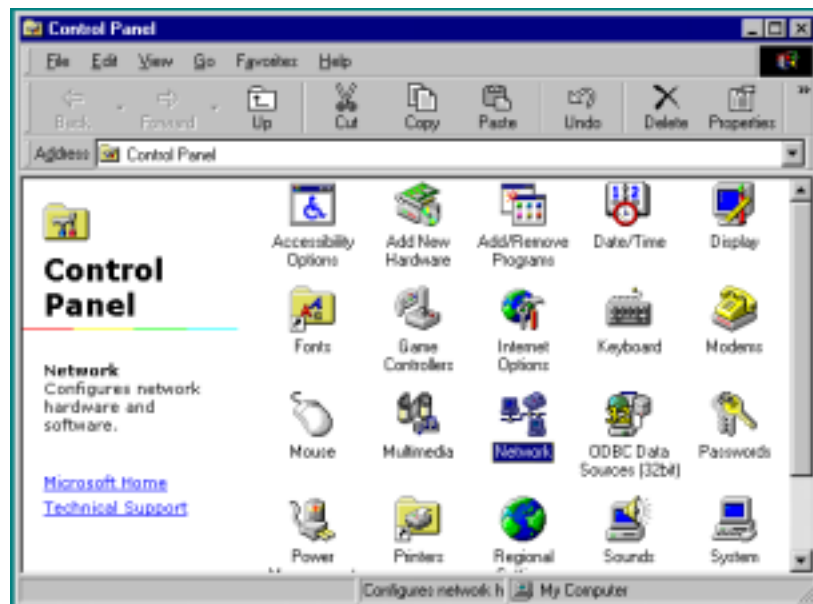 Control Panel
File Edit View Go Favorites Help
Back Forward Up Cut Copy Paste Undo Delete Properties
Address Control Panel
Control
Panel
Network
Configures network
hardware and
software.
Microsoft Home
Technical Support
Accessibility
Options
Add New
Hardware
Add/Remove
Programs
Date/Time
Display
Fonts
Game
Controllers
Internet
Options
Keyboard
Modems
Mouse
Multimedia
Network
ODBC Data
Sources (32bit)
Passwords
Power
Printers
Regional
Sounds
System
Configures network h My Computer